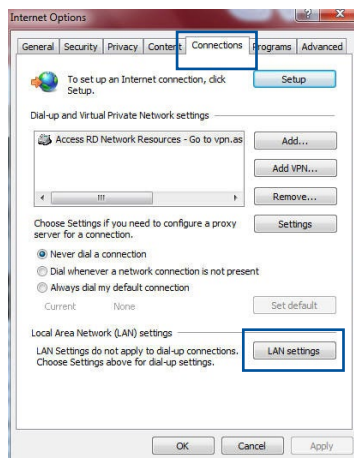 Internet Options
General Security Privacy Content Connections Programs Advanced
To set up an Internet connection, click
Setup.
Setup
Dial-up and Virtual Private Network settings
Access RD Network Resources - Go to vpn.as
Add...
Add VPN...
Remove...
Choose Settings if you need to configure a proxy
server for a connection.
Settings
Never dial a connection
Dial whenever a network connection is not present
Always dial my default connection
Current None
Set default
Local Area Network (LAN) settings
LAN Settings do not apply to dial-up connections.
Choose Settings above for dial-up settings.
LAN settings
OK Cancel Apply